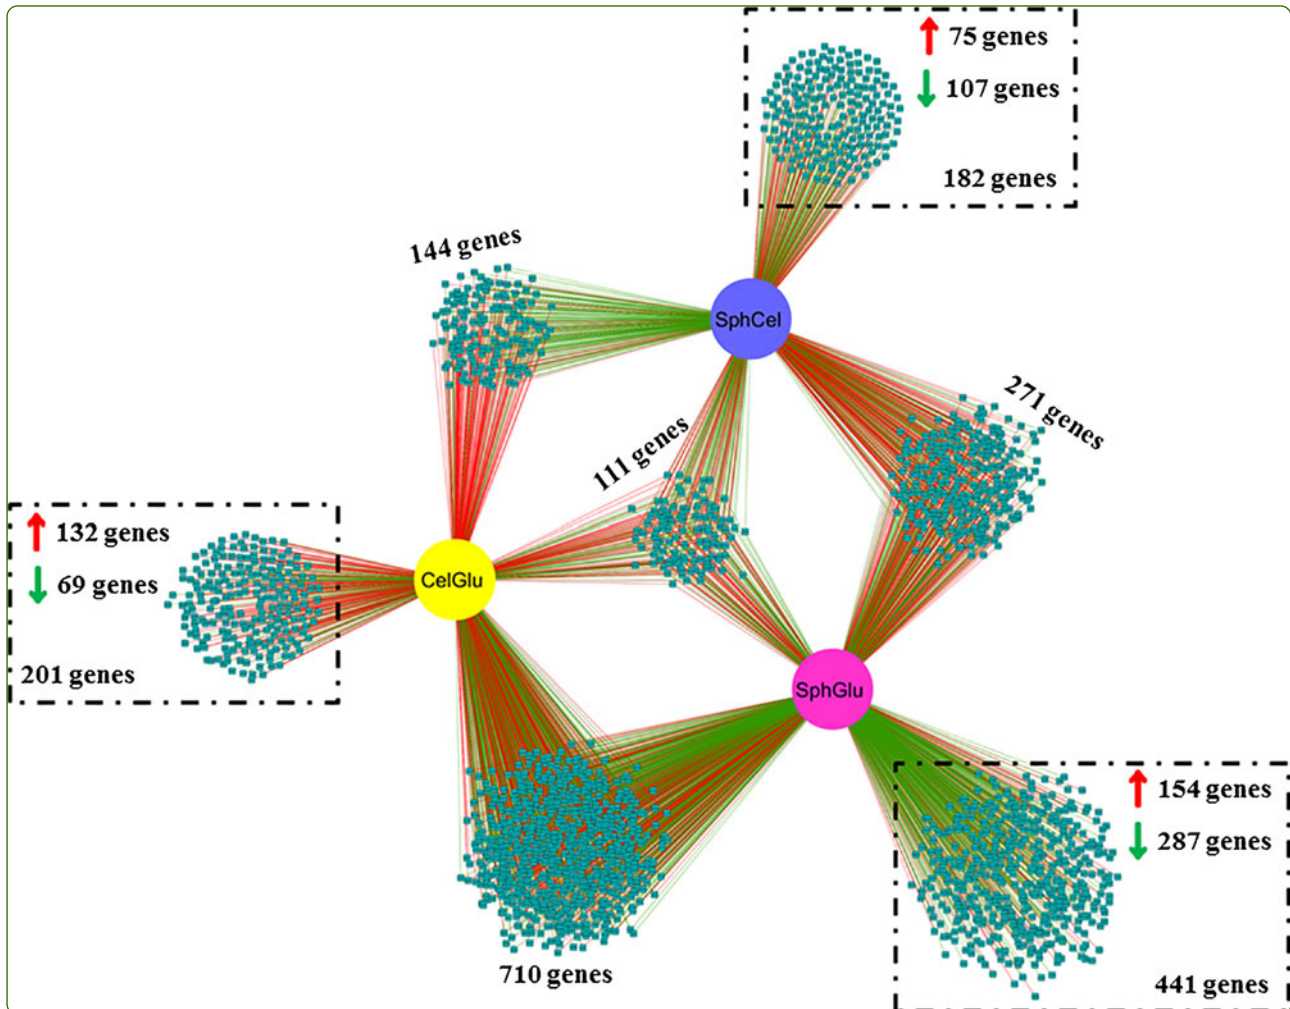 75 genes
107 genes
182 genes
144 genes
SphCel
271 genes
111 genes
132 genes
69 genes
201 genes
CelGlu
SphGlu
154 genes
287 genes
441 genes
710 genes